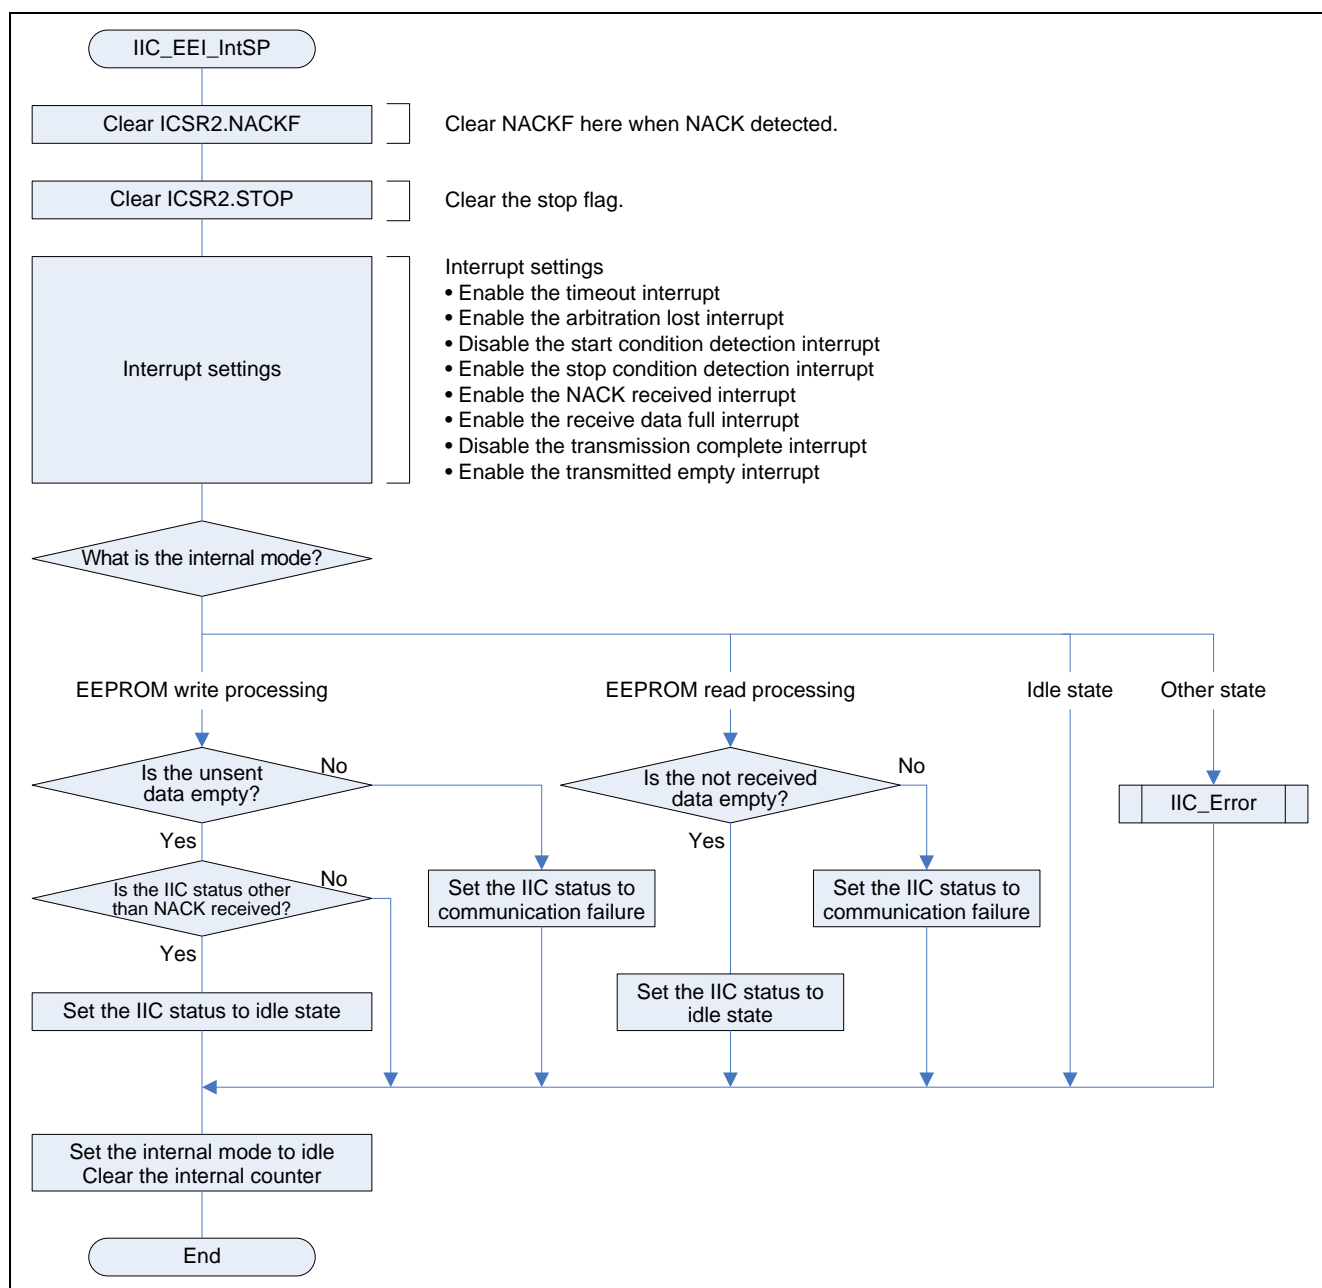 IIC_EEI_IntSP
Clear ICSR2.NACKF
Clear NACKF here when NACK detected.
Clear ICSR2.STOP
Clear the stop flag.
Interrupt settings
Interrupt settings
• Enable the timeout interrupt
• Enable the arbitration lost interrupt
• Disable the start condition detection interrupt
• Enable the stop condition detection interrupt
• Enable the NACK received interrupt
• Enable the receive data full interrupt
• Disable the transmission complete interrupt
• Enable the transmitted empty interrupt
What is the internal mode?
EEPROM write processing
EEPROM read processing
Idle state
Other state
Is the unsent
data empty?
No
Yes
Is the not received
data empty?
No
Yes
IIC_Error
Is the IIC status other
than NACK received?
No
Yes
Set the IIC status to
communication failure
Set the IIC status to
communication failure
Set the IIC status to idle state
Set the IIC status to
idle state
Set the internal mode to idle
Clear the internal counter
End